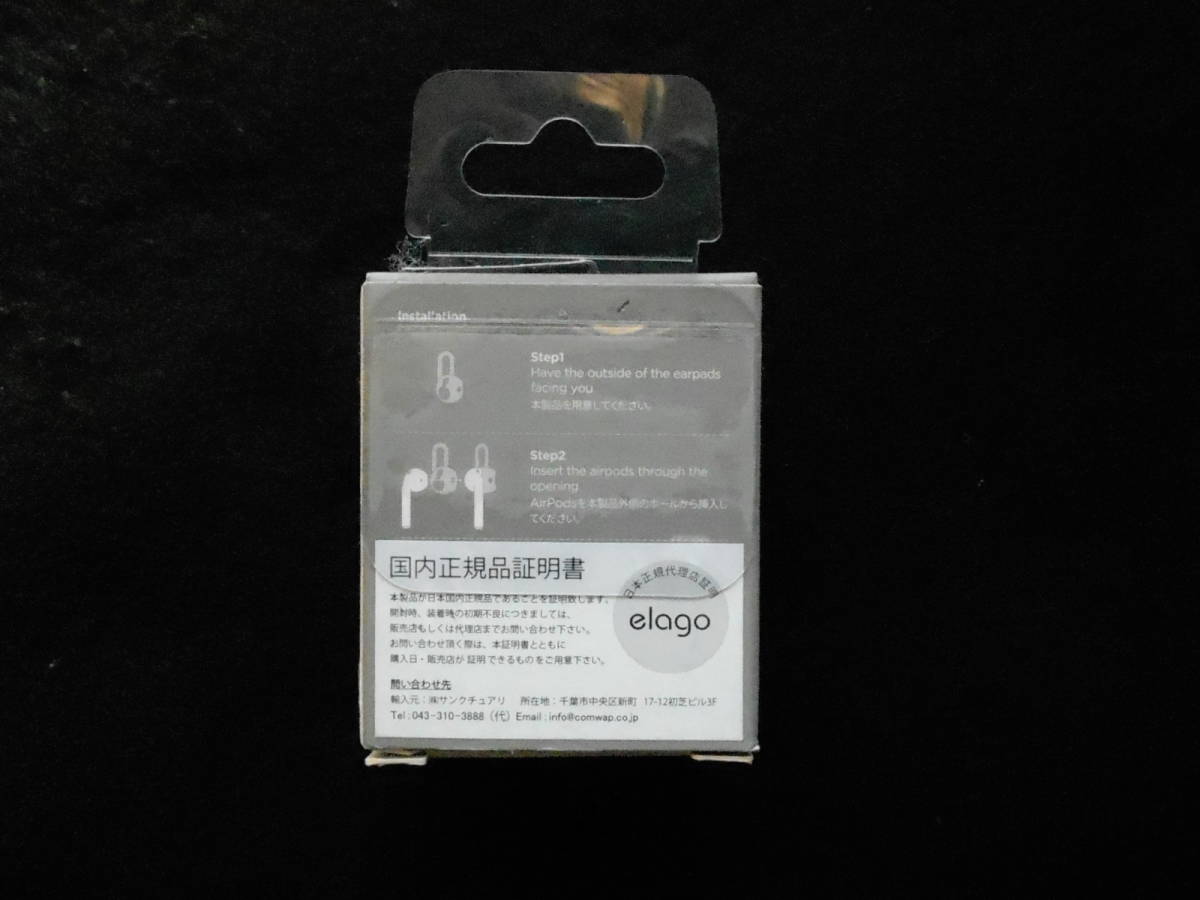 Installation
Step1
Have the outside of the earpads
facing you
本製品を用意してください。
Step2
Insert the airpods through the
opening
AirPodsを本製品外側のホールから挿入し
てください。
国内正規品証明書
日本正規代理店証明
elago
本製品が日本国内正規品であることを証明致します。
開封時、装着時の初期不良につきましては、
販売店もしくは代理店までお問い合わせ下さい。
お問い合わせ頂く際は、本証明書とともに
購入日・販売店が 証明できるものをご用意下さい。
問い合わせ先
輸入元：㈱サンクチュアリ 所在地：千葉市中央区新町 17-12初芝ビル3F
Tel：043-310-3888（代）Email：info@comwap.co.jp